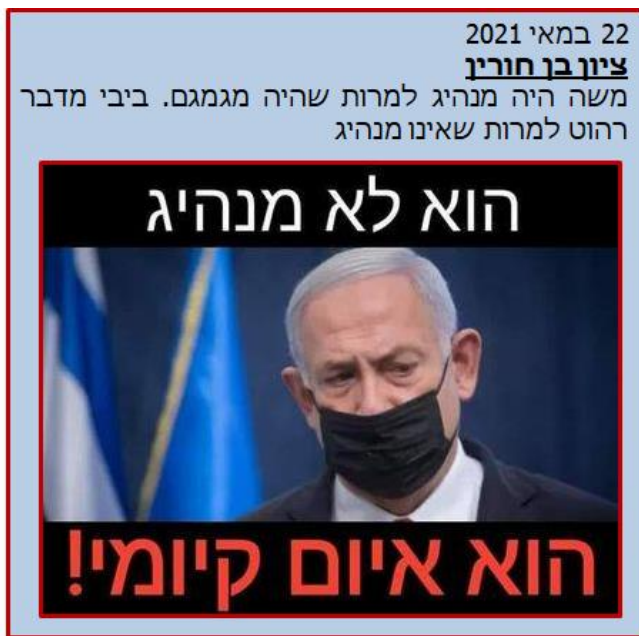 22 במאי 2021
ציון בן חורין
משה היה מנהיג למרות שהיה מגמגם. ביבי מדבר
רהוט למרות שאינו מנהיג
הוא לא מנהיג
הוא איום קיומי!